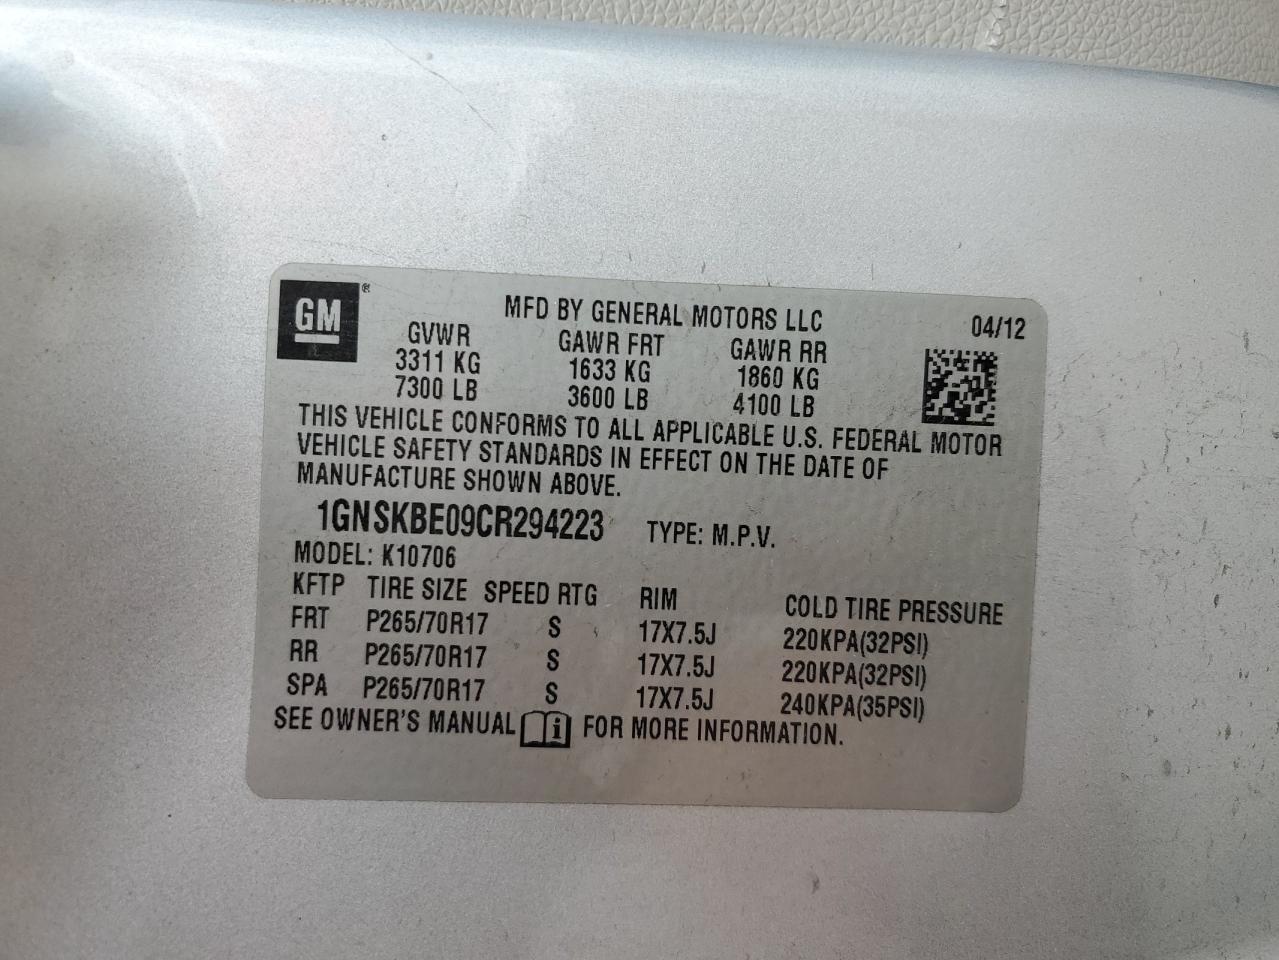 GM ®
MFD BY GENERAL MOTORS LLC 04/12
GVWR GAWR FRT GAWR RR
3311 KG 1633 KG 1860 KG
7300 LB 3600 LB 4100 LB
THIS VEHICLE CONFORMS TO ALL APPLICABLE U.S. FEDERAL MOTOR
VEHICLE SAFETY STANDARDS IN EFFECT ON THE DATE OF
MANUFACTURE SHOWN ABOVE.
1GNSKBE09CR294223 TYPE: M.P.V.
MODEL: K10706
KFTP TIRE SIZE SPEED RTG RIM COLD TIRE PRESSURE
FRT P265/70R17 S 17X7.5J 220KPA(32PSI)
RR P265/70R17 S 17X7.5J 220KPA(32PSI)
SPA P265/70R17 S 17X7.5J 240KPA(35PSI)
SEE OWNER'S MANUAL i FOR MORE INFORMATION.